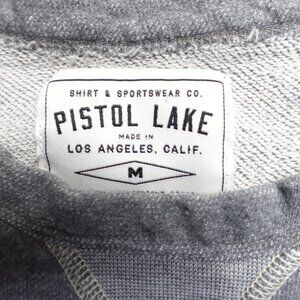 SHIRT & SPORTSWEAR CO.
PISTOL LAKE
MADE IN
LOS ANGELES, CALIF.
M